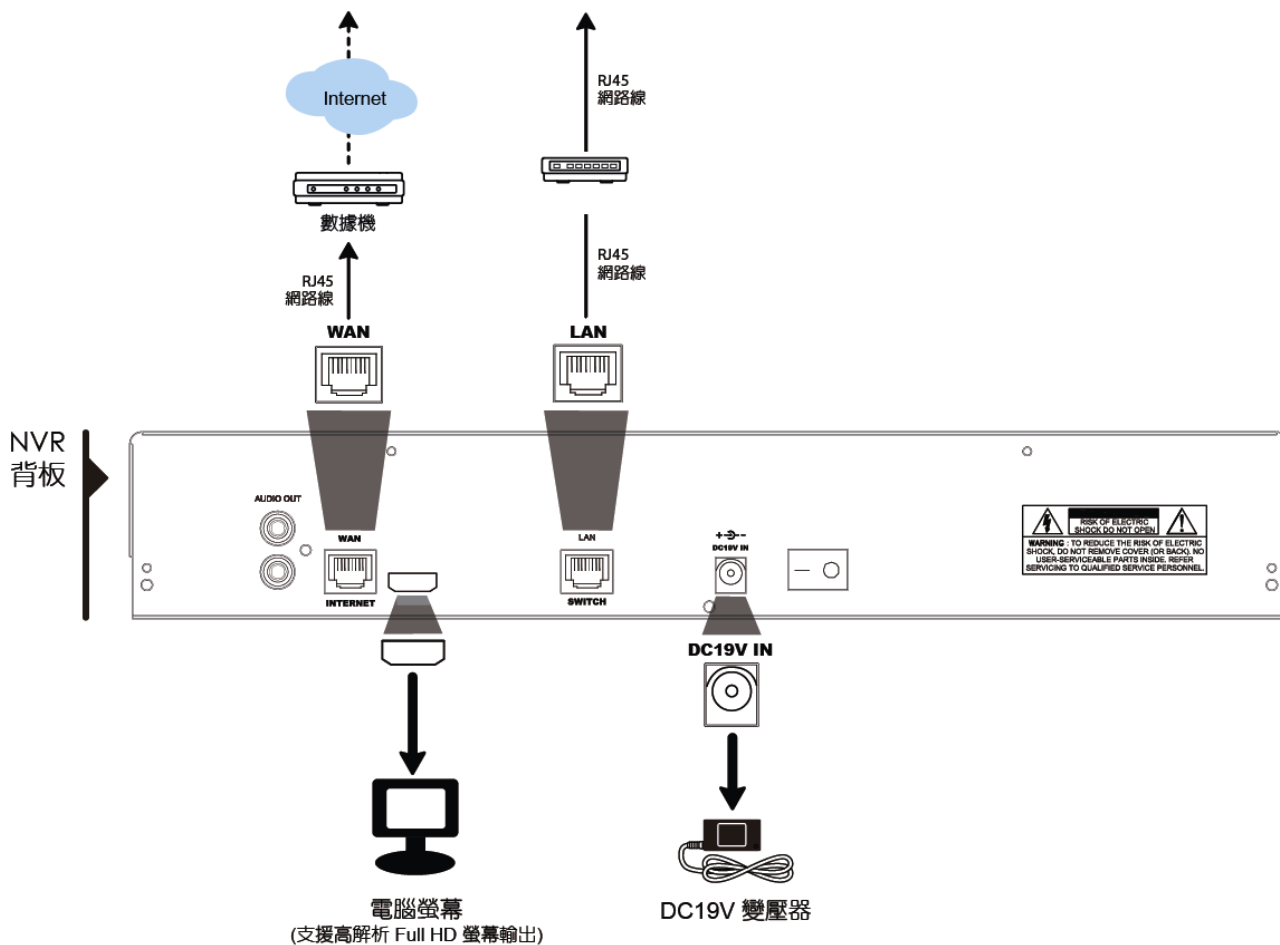 Internet
RJ45
網路線
數據機
RJ45
網路線
RJ45
網路線
WAN
LAN
NVR
背板
AUDIO OUT
WAN
INTERNET
LAN
SWITCH
DC19V IN
RISK OF ELECTRIC
SHOCK DO NOT OPEN
WARNING : TO REDUCE THE RISK OF ELECTRIC
SHOCK, DO NOT REMOVE COVER (OR BACK). NO
USER-SERVICEABLE PARTS INSIDE. REFER
SERVICING TO QUALIFIED SERVICE PERSONNEL.
DC19V IN
電腦螢幕
(支援高解析 Full HD 螢幕輸出)
DC19V 變壓器